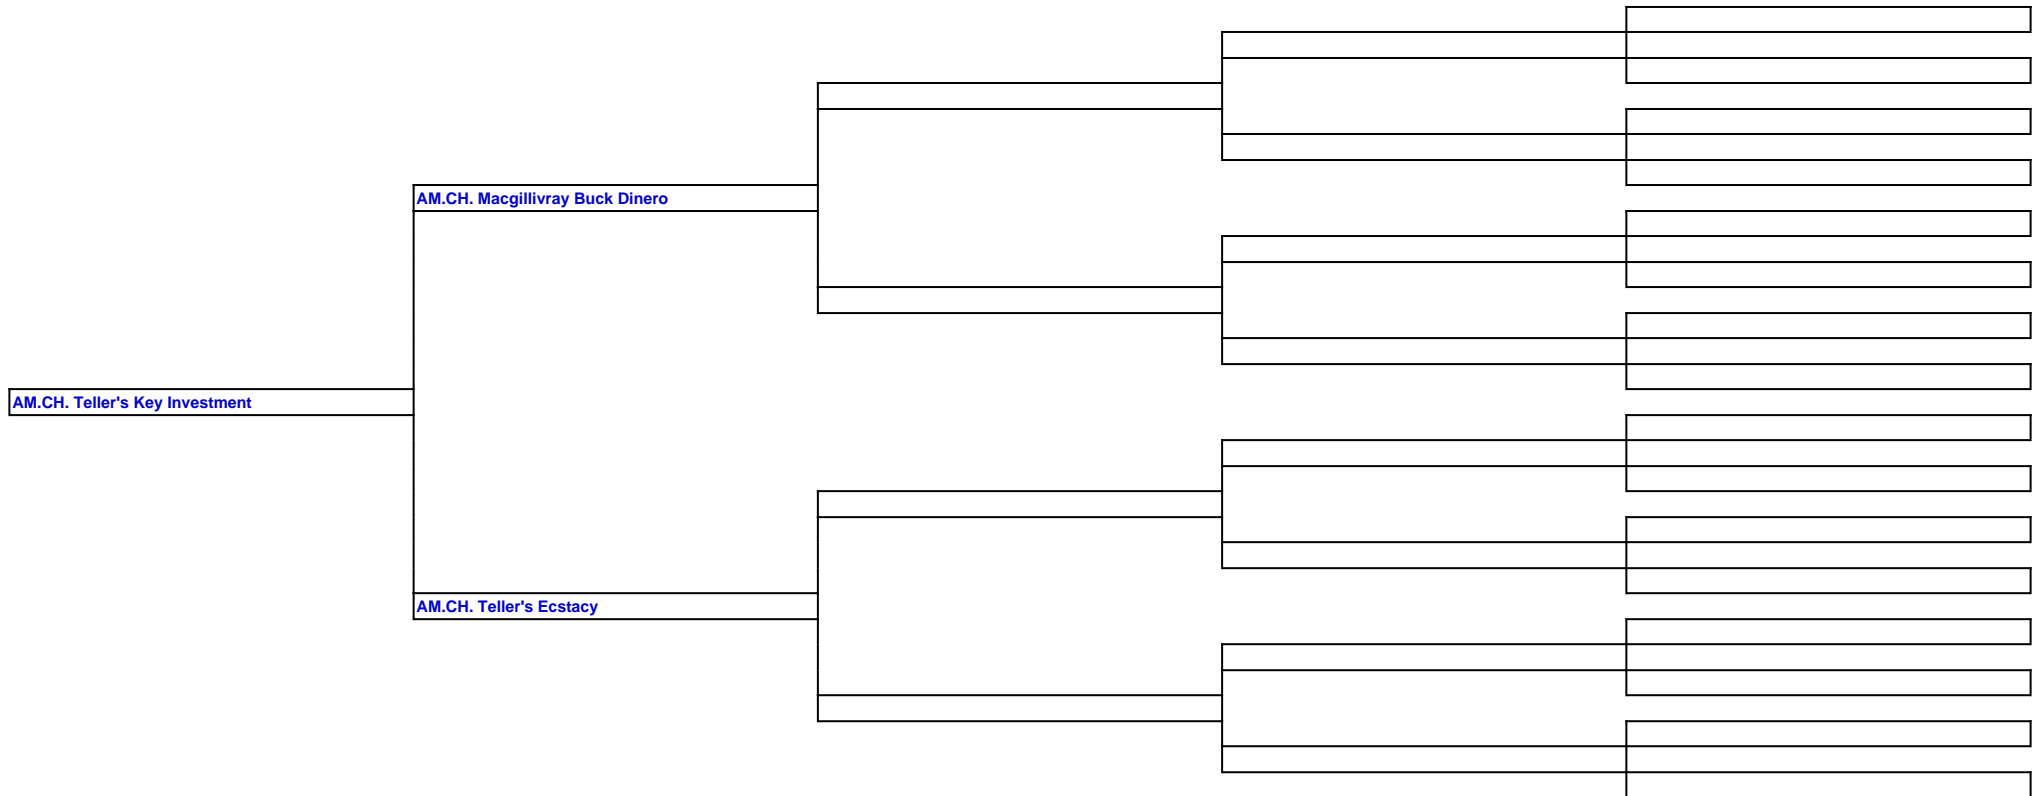 AM.CH. Macgillivray Buck Dinero
AM.CH. Teller's Key Investment
AM.CH. Teller's Ecstacy